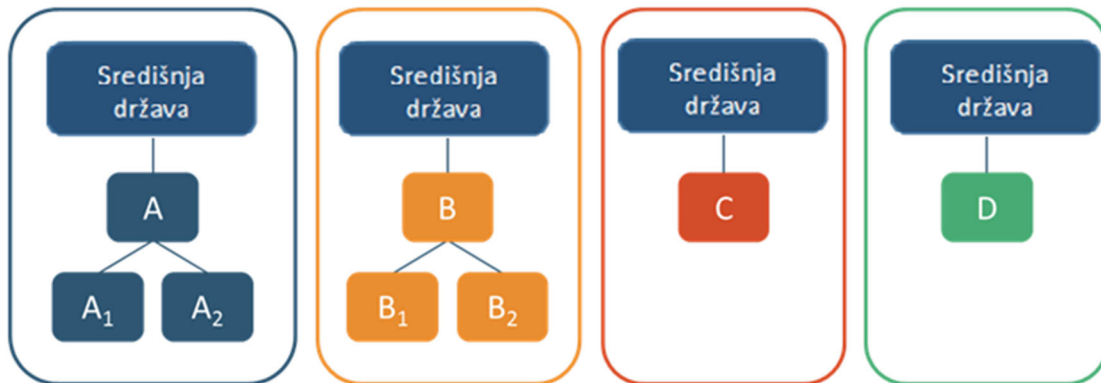 Središnja
država
A
A₁ A₂
Središnja
država
B
B₁ B₂
Središnja
država
C
Središnja
država
D